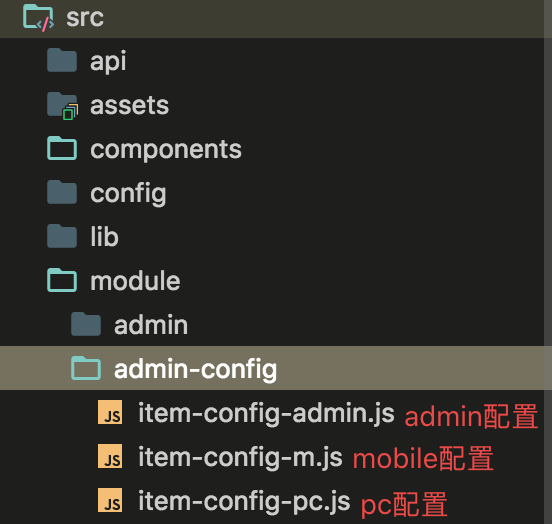 src
api
assets
components
config
lib
module
admin
admin-config
JS item-config-admin.js admin配置
JS item-config-m.js mobile配置
JS item-config-pc.js pc配置